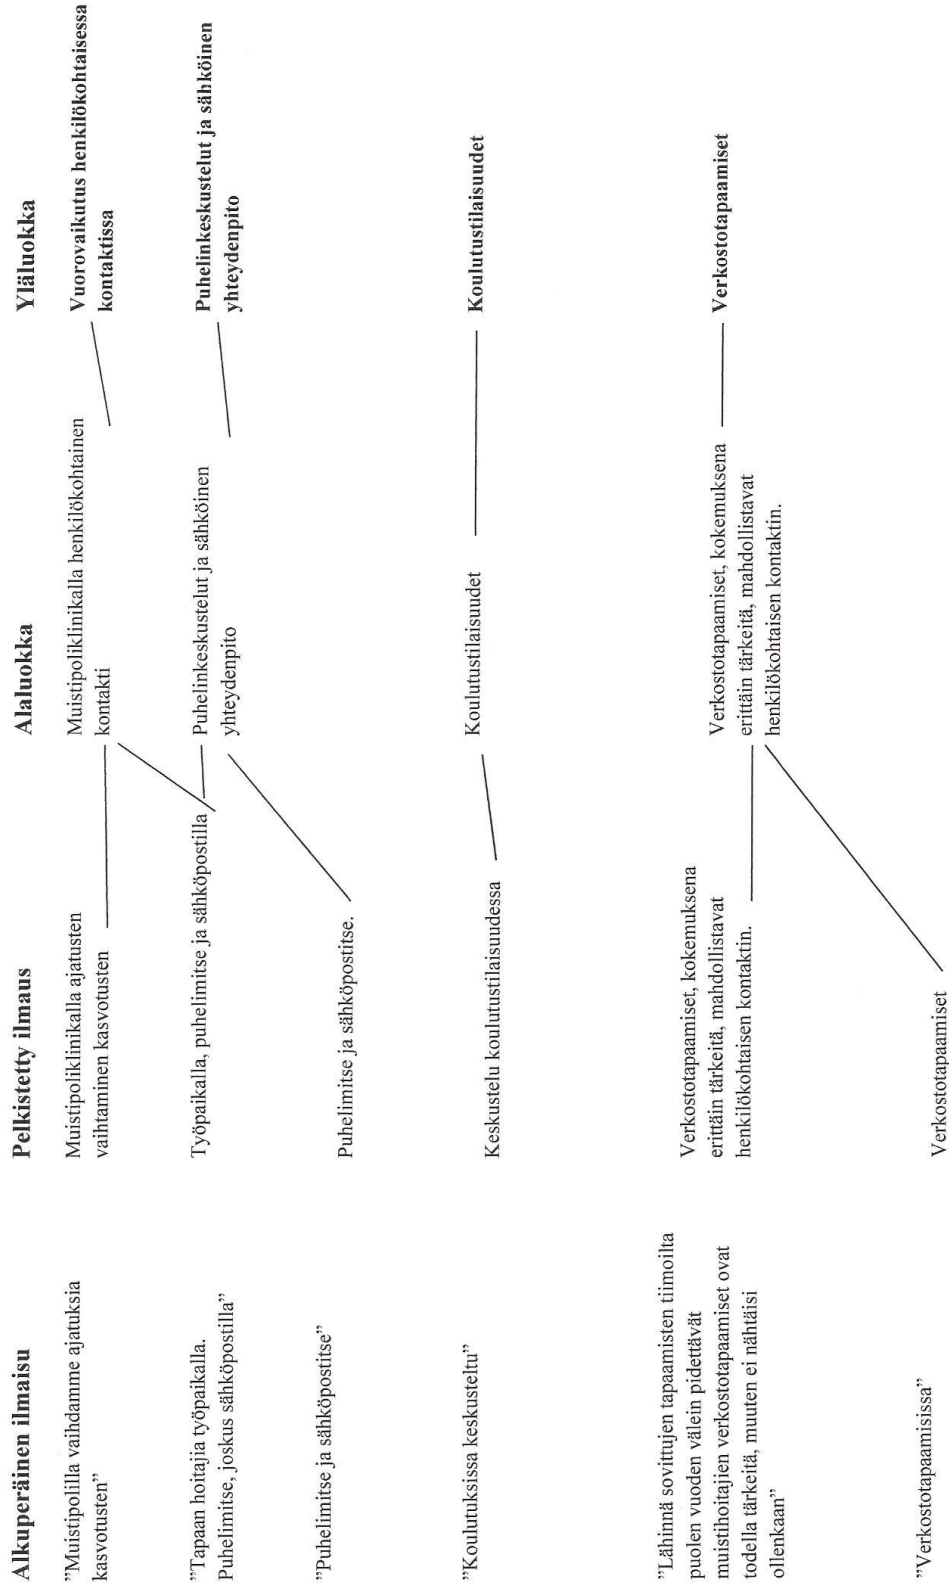 Alkuperäinen ilmaisu
Pelkistetty ilmaus
Alaluokka
Yläluokka
”Muistipolilla vaihdamme ajatuksia
kasvotusten”
Muistipoliklinikalla ajatusten
vaihtaminen kasvotusten
Muistipoliklinikalla henkilökohtainen
kontakti
Vuorovaikutus henkilökohtaisessa
kontaktissa
”Tapaan hoitajia työpaikalla.
Puhelimitse, joskus sähköpostilla”
Työpaikalla, puhelimitse ja sähköpostilla
Puhelinkeskustelut ja sähköinen
yhteydenpito
Puhelinkeskustelut ja sähköinen
yhteydenpito
”Puhelimitse ja sähköpostitse”
Puhelimitse ja sähköpostitse.
”Koulutuksissa keskusteltu”
Keskustelu koulutustilaisuudessa
Koulutustilaisuudet
Koulutustilaisuudet
”Lähinnä sovittujen tapaamisten tiimoilta
puolen vuoden välein pidettävät
muistihoitajien verkostotapaamiset ovat
todella tärkeitä, muuten ei nähtäisi
ollenkaan”
Verkostotapaamiset, kokemuksena
erittäin tärkeitä, mahdollistavat
henkilökohtaisen kontaktin.
Verkostotapaamiset, kokemuksena
erittäin tärkeitä, mahdollistavat
henkilökohtaisen kontaktin.
Verkostotapaamiset
”Verkostotapaamisissa”
Verkostotapaamiset